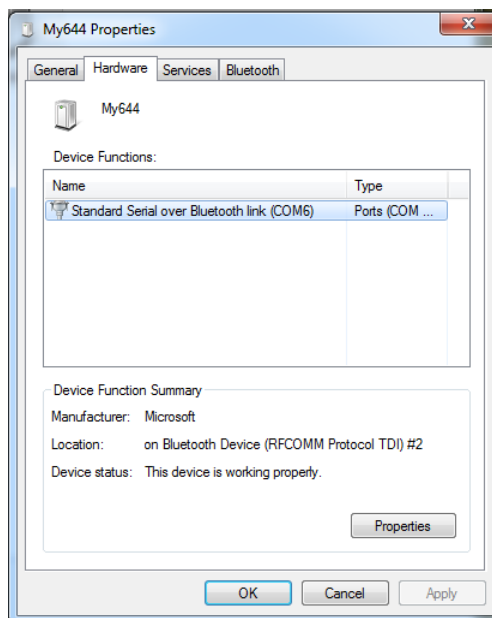 My644 Properties
General Hardware Services Bluetooth
My644
Device Functions:
Name Type
Standard Serial over Bluetooth link (COM6) Ports (COM ...
Device Function Summary
Manufacturer: Microsoft
Location: on Bluetooth Device (RFCOMM Protocol TDI) #2
Device status: This device is working properly.
Properties
OK Cancel Apply